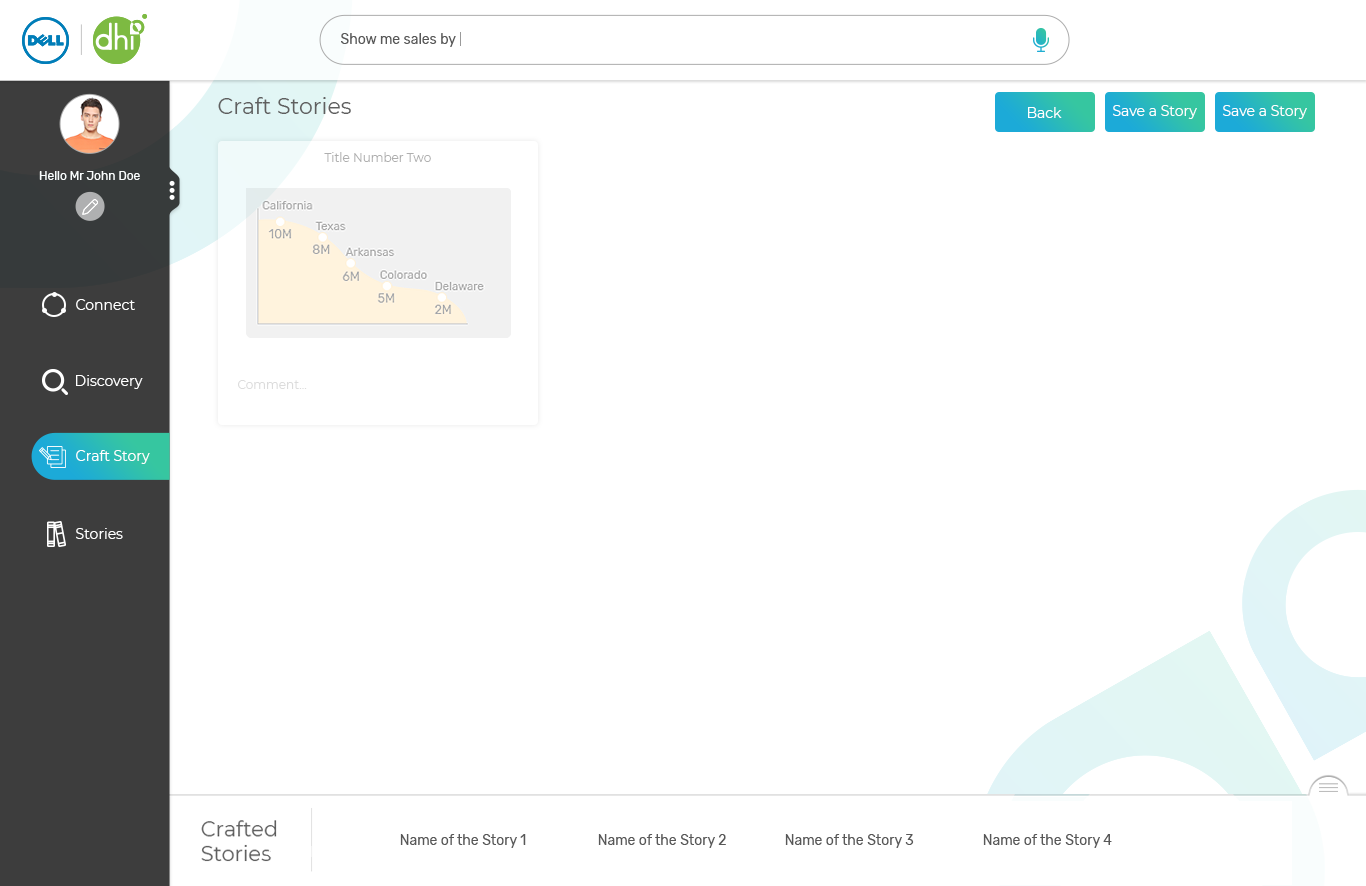 DELL
dhi
Show me sales by
Hello Mr John Doe
Connect
Discovery
Craft Story
Stories
Craft Stories
Back
Save a Story
Save a Story
Title Number Two
California
10M
Texas
8M
Arkansas
6M
Colorado
5M
Delaware
2M
Comment...
Crafted
Stories
Name of the Story 1
Name of the Story 2
Name of the Story 3
Name of the Story 4